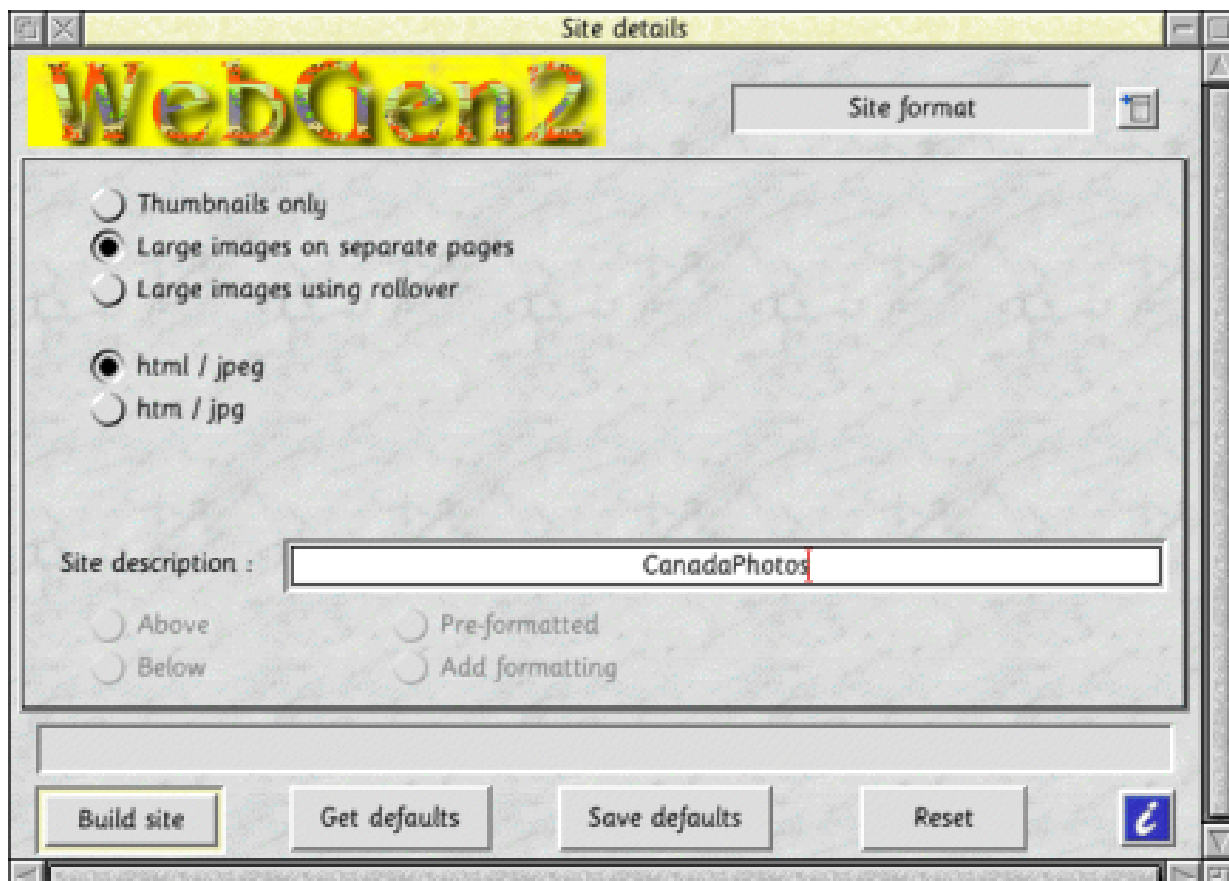 Site details
WebGen2
Site format
Thumbnails only
Large images on separate pages
Large images using rollover
html / jpeg
htm / jpg
Site description :
CanadaPhotos
Above
Pre-formatted
Below
Add formatting
Build site
Get defaults
Save defaults
Reset
i